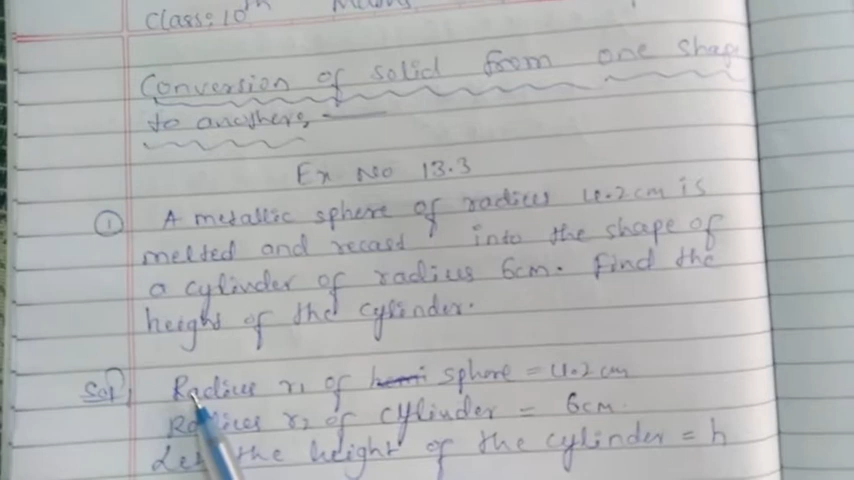 Class: 10th Maths
Conversion of solid from one shap
to anothere,
Ex No 13.3
① A metallic sphere of radius 4.2 cm is
melted and recast into the shape of
a cylinder of radius 6cm. Find the
height of the cylinder.
Sol, Radius r1 of sphere = 4.2 cm
Radius r2 of cylinder = 6cm.
Let the height of the cylinder = h